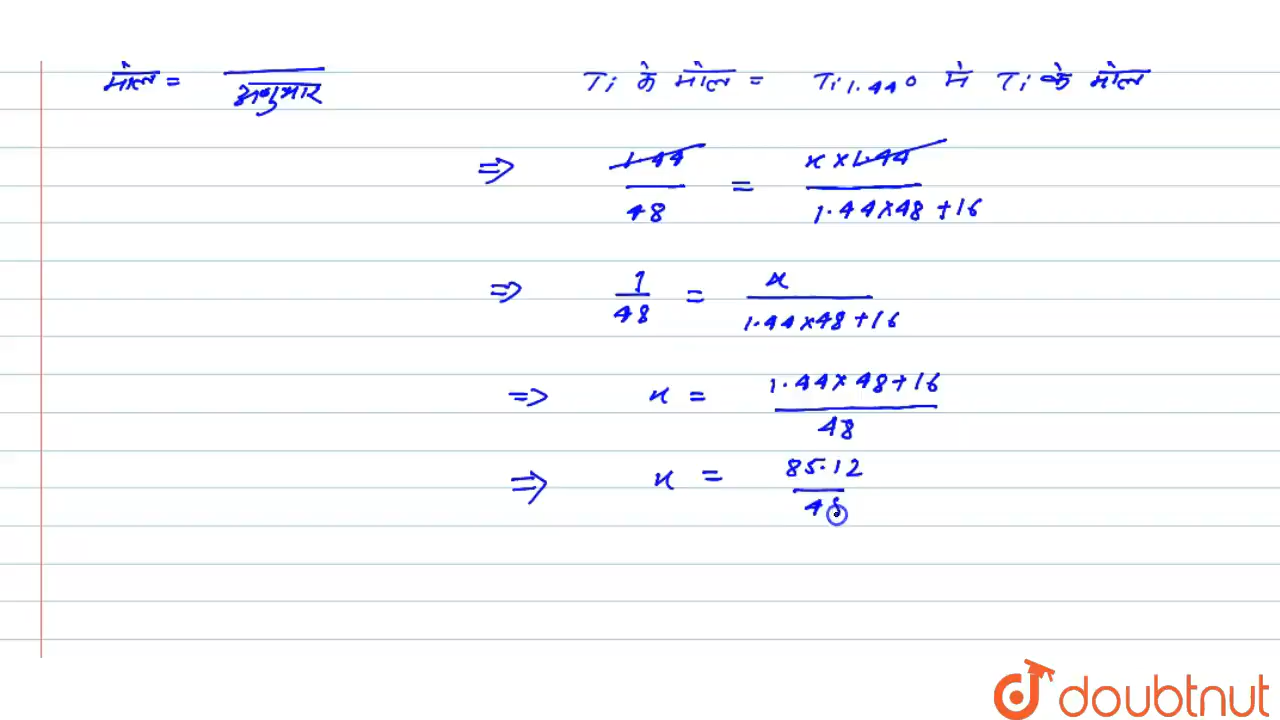 मोल = ――― Ti के मोल = Ti1.44O में Ti के मोल
अणुभार
⇒ 1.44/48 = x×1.44/1.44×48+16
⇒ 1/48 = x/1.44×48+16
⇒ x = 1.44×48+16/48
⇒ x = 85.12/48
doubtnut